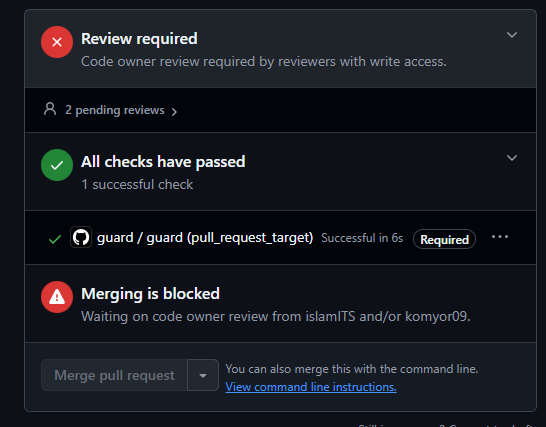 Review required
Code owner review required by reviewers with write access.
2 pending reviews
All checks have passed
1 successful check
guard / guard (pull_request_target) Successful in 6s Required
Merging is blocked
Waiting on code owner review from islamITS and/or komyor09.
Merge pull request
You can also merge this with the command line.
View command line instructions.